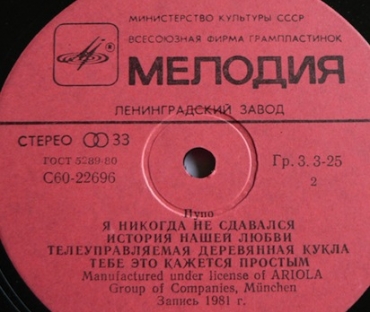 МИНИСТЕРСТВО КУЛЬТУРЫ СССР
ВСЕСОЮЗНАЯ ФИРМА ГРАМПЛАСТИНОК
МЕЛОДИЯ
ЛЕНИНГРАДСКИЙ ЗАВОД
СТЕРЕО 33
ГОСТ 5289-80
С60-22696
Гр. 3. 3-25
2
Пупо
Я НИКОГДА НЕ СДАВАЛСЯ
ИСТОРИЯ НАШЕЙ ЛЮБВИ
ТЕЛЕУПРАВЛЯЕМАЯ ДЕРЕВЯННАЯ КУКЛА
ТЕБЕ ЭТО КАЖЕТСЯ ПРОСТЫМ
Manufactured under license of ARIOLA
Group of Companies, München
Запись 1981 г.